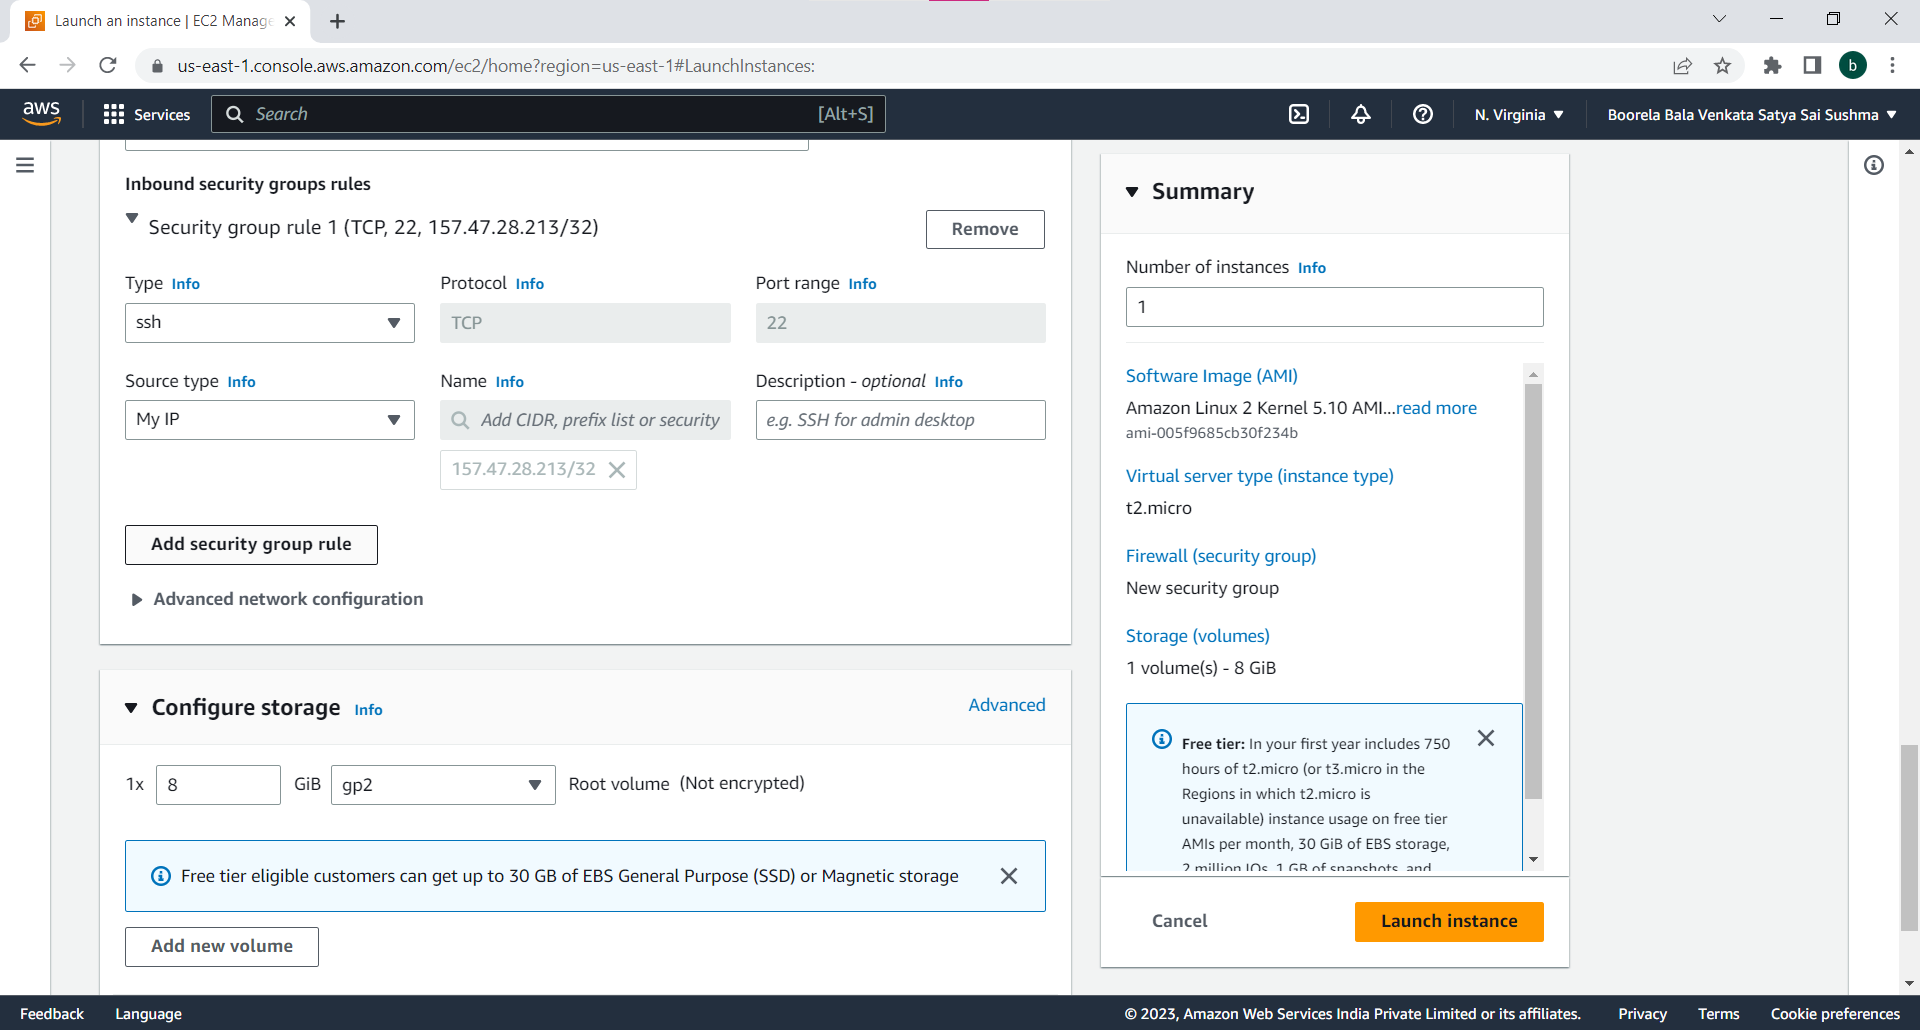 Launch an instance | EC2 Manage
us-east-1.console.aws.amazon.com/ec2/home?region=us-east-1#LaunchInstances:
b
aws
Services
Search
[Alt+S]
N. Virginia
Boorela Bala Venkata Satya Sai Sushma
Inbound security groups rules
Security group rule 1 (TCP, 22, 157.47.28.213/32)
Remove
Type Info
Protocol Info
Port range Info
ssh
TCP
22
Source type Info
Name Info
Description - optional Info
My IP
Add CIDR, prefix list or security
e.g. SSH for admin desktop
157.47.28.213/32
Add security group rule
Advanced network configuration
Configure storage Info
Advanced
1x
8
GiB
gp2
Root volume (Not encrypted)
Free tier eligible customers can get up to 30 GB of EBS General Purpose (SSD) or Magnetic storage
Add new volume
Summary
Number of instances Info
1
Software Image (AMI)
Amazon Linux 2 Kernel 5.10 AMI...read more
ami-005f9685cb30f234b
Virtual server type (instance type)
t2.micro
Firewall (security group)
New security group
Storage (volumes)
1 volume(s) - 8 GiB
Free tier: In your first year includes 750
hours of t2.micro (or t3.micro in the
Regions in which t2.micro is
unavailable) instance usage on free tier
AMIs per month, 30 GiB of EBS storage,
2 million IOs, 1 GB of snapshots, and
Cancel
Launch instance
Feedback
Language
© 2023, Amazon Web Services India Private Limited or its affiliates.
Privacy
Terms
Cookie preferences